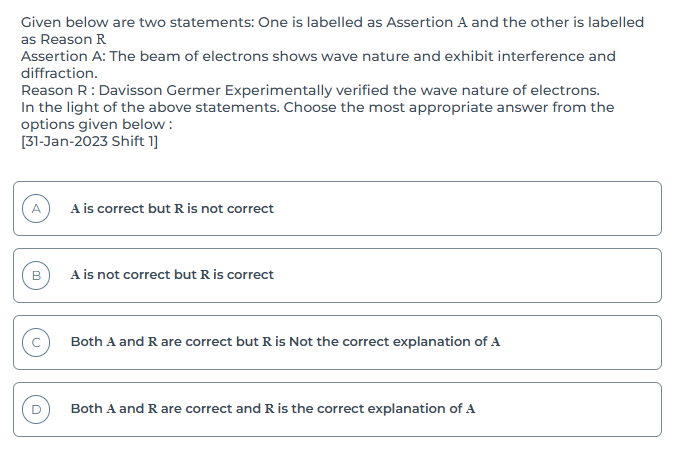 Given below are two statements: One is labelled as Assertion A and the other is labelled
as Reason R
Assertion A: The beam of electrons shows wave nature and exhibit interference and
diffraction.
Reason R : Davisson Germer Experimentally verified the wave nature of electrons.
In the light of the above statements. Choose the most appropriate answer from the
options given below :
[31-Jan-2023 Shift 1]
A A is correct but R is not correct
B A is not correct but R is correct
C Both A and R are correct but R is Not the correct explanation of A
D Both A and R are correct and R is the correct explanation of A